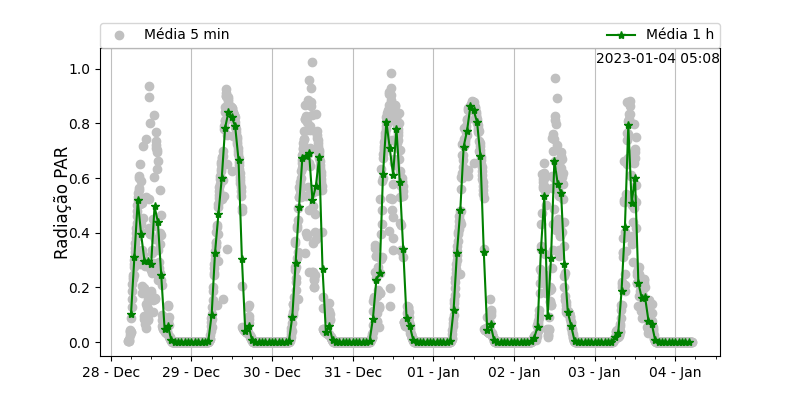 Média 5 min
Média 1 h
2023-01-04 05:08
Radiação PAR
1.0
0.8
0.6
0.4
0.2
0.0
28 - Dec
29 - Dec
30 - Dec
31 - Dec
01 - Jan
02 - Jan
03 - Jan
04 - Jan